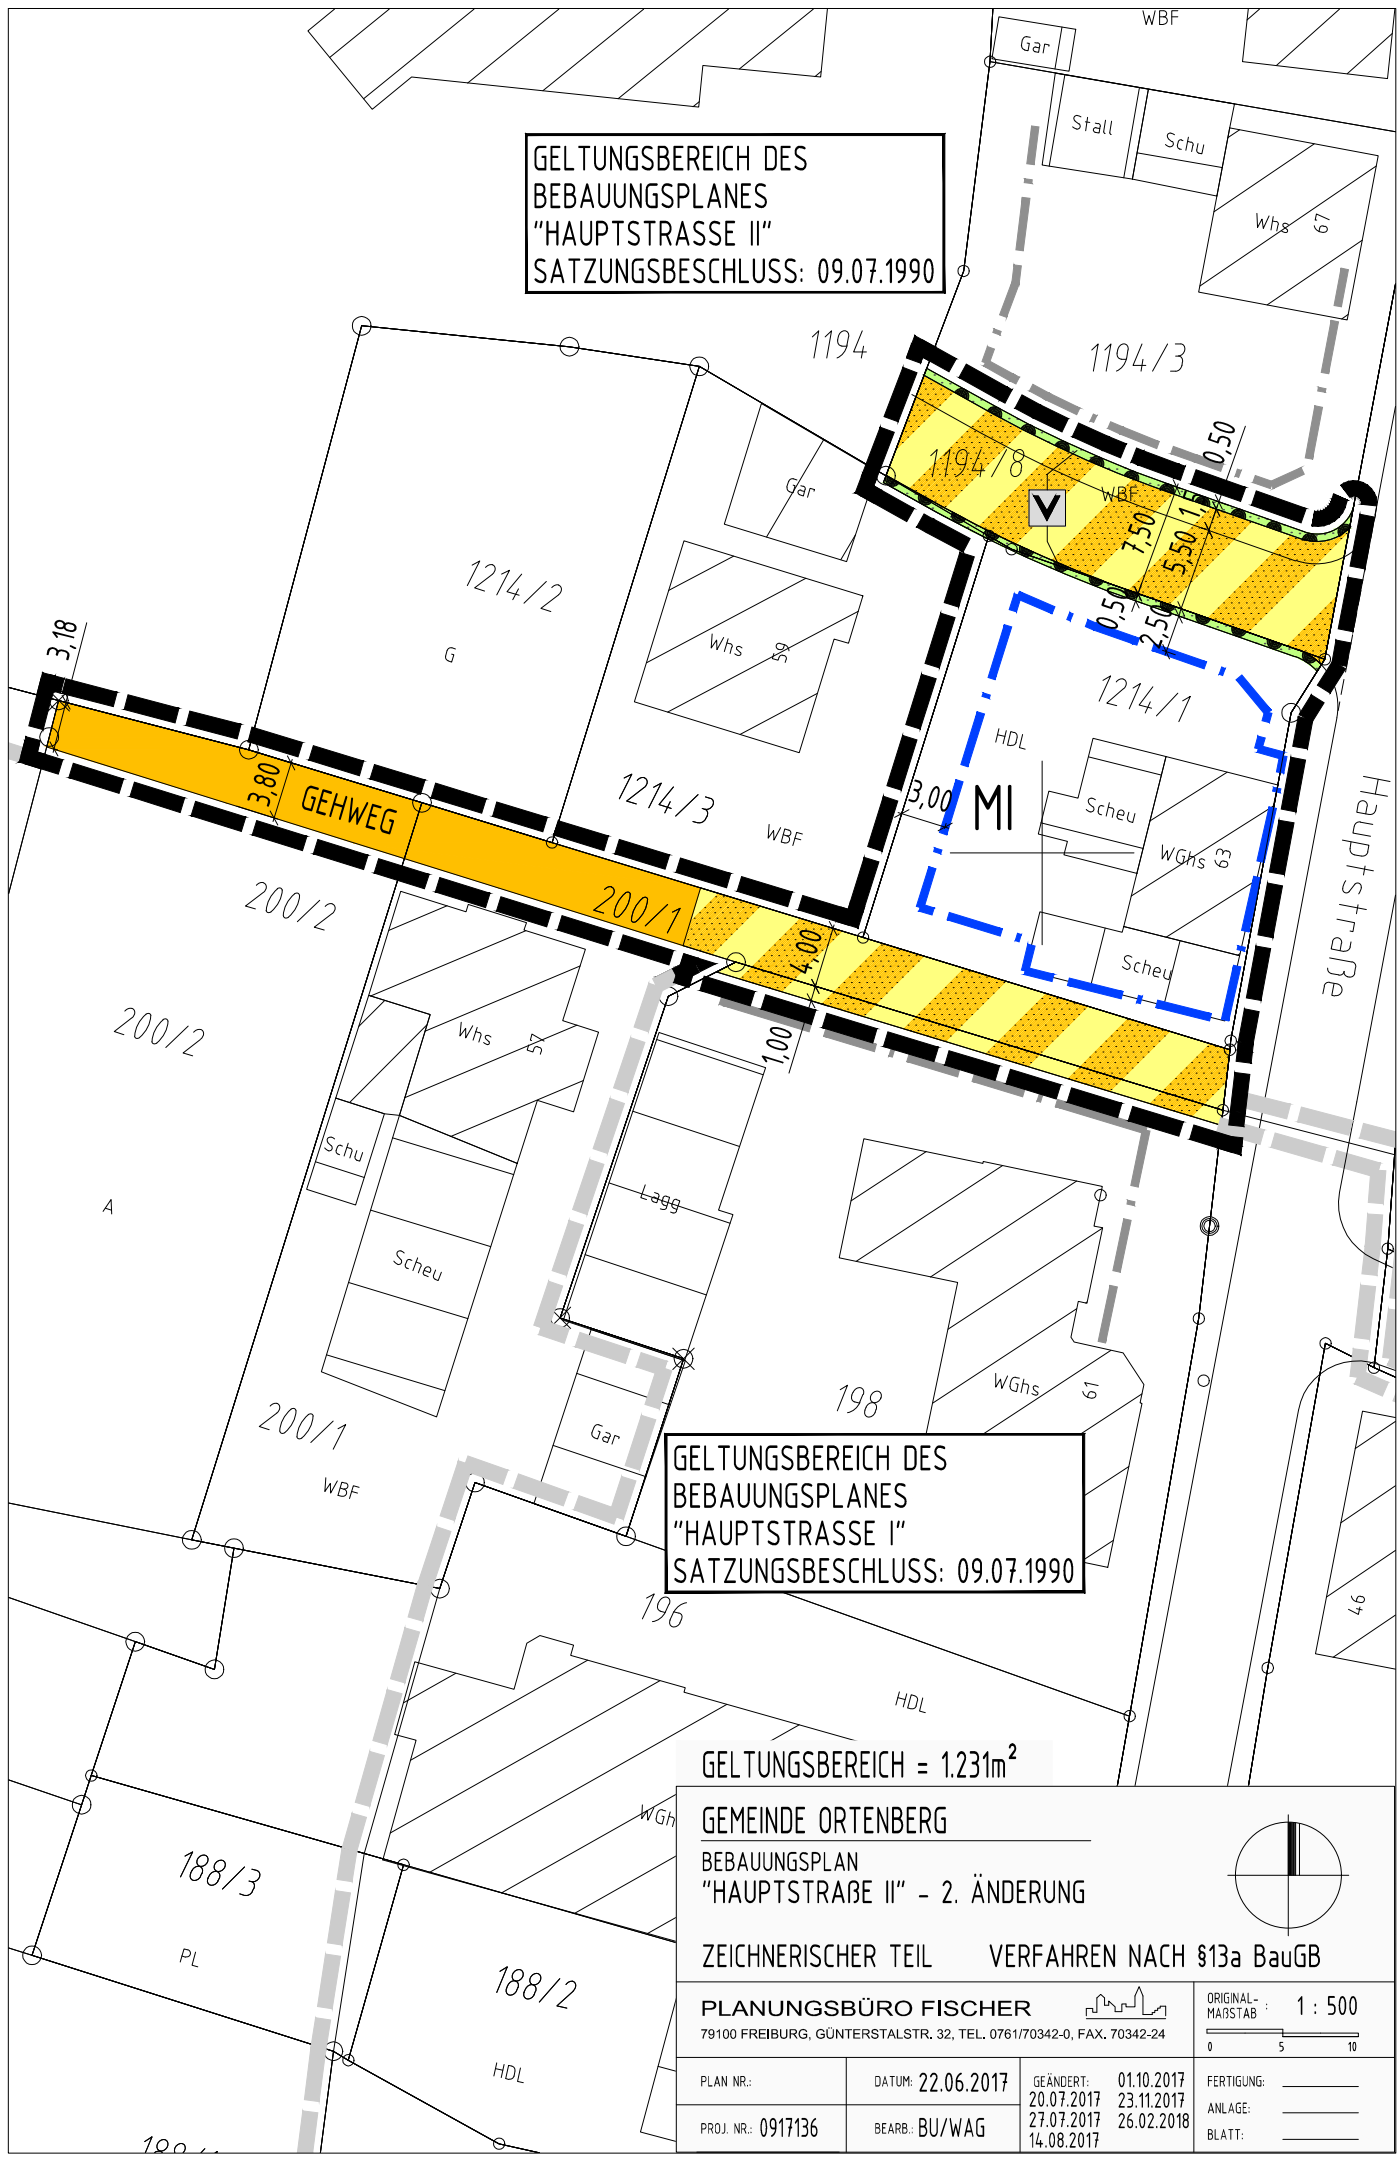 WBF
Gar
Stall
Schu
Whs
67
GELTUNGSBEREICH DES
BEBAUUNGSPLANES
"HAUPTSTRASSE II"
SATZUNGSBESCHLUSS: 09.07.1990
1194
1194/3
0,50
1194/8
WBF
V
7,50
5,50
Gar
1214/2
G
Whs
59
0,50
2,50
3,18
1214/1
HDL
3,80
GEHWEG
1214/3
WBF
3,00
MI
Scheu
WGhs
63
Hauptstraße
200/2
200/1
4,00
Scheu
200/2
Whs
57
1,00
Schu
A
Lagg
Scheu
198
WGhs
61
200/1
WBF
Gar
GELTUNGSBEREICH DES
BEBAUUNGSPLANES
"HAUPTSTRASSE I"
SATZUNGSBESCHLUSS: 09.07.1990
196
46
HDL
WGh
188/3
PL
188/2
HDL
GELTUNGSBEREICH = 1.231m²
GEMEINDE ORTENBERG
BEBAUUNGSPLAN
"HAUPTSTRAßE II" - 2. ÄNDERUNG
ZEICHNERISCHER TEIL VERFAHREN NACH §13a BauGB
PLANUNGSBÜRO FISCHER
79100 FREIBURG, GÜNTERSTALSTR. 32, TEL. 0761/70342-0, FAX. 70342-24
ORIGINAL-
MAßSTAB : 1 : 500
0 5 10
PLAN NR.:
DATUM: 22.06.2017
PROJ. NR.: 0917136
BEARB.: BU/WAG
GEÄNDERT: 01.10.2017
20.07.2017 23.11.2017
27.07.2017 26.02.2018
14.08.2017
FERTIGUNG:
ANLAGE:
BLATT: